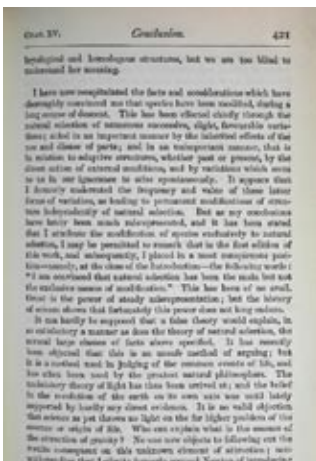 CHAP. XV. Conclusion. 421
logical and homologous structures, but we are too blind to
understand her meaning.
I have now recapitulated the facts and considerations which have
thoroughly convinced me that species have been modified, during a
long course of descent. This has been effected chiefly through the
natural selection of numerous successive, slight, favourable varia-
tions; aided in an important manner by the inherited effects of the
use and disuse of parts; and in an unimportant manner, that is
in relation to adaptive structures, whether past or present, by the
direct action of external conditions, and by variations which seem
to us in our ignorance to arise spontaneously. It appears that
I formerly underrated the frequency and value of these latter
forms of variation, as leading to permanent modifications of struc-
ture independently of natural selection. But as my conclusions
have lately been much misrepresented, and it has been stated
that I attribute the modification of species exclusively to natural
selection, I may be permitted to remark that in the first edition of
this work, and subsequently, I placed in a most conspicuous posi-
tion—namely, at the close of the Introduction—the following words:
"I am convinced that natural selection has been the main but not
the exclusive means of modification." This has been of no avail.
Great is the power of steady misrepresentation; but the history
of science shows that fortunately this power does not long endure.
It can hardly be supposed that a false theory would explain, in
so satisfactory a manner as does the theory of natural selection, the
several large classes of facts above specified. It has recently
been objected that this is an unsafe method of arguing; but
it is a method used in judging of the common events of life, and
has often been used by the greatest natural philosophers. The
undulatory theory of light has thus been arrived at; and the belief
in the revolution of the earth on its own axis was until lately
supported by hardly any direct evidence. It is no valid objection
that science as yet throws no light on the far higher problem of the
essence or origin of life. Who can explain what is the essence of
the attraction of gravity? No one now objects to following out the
results consequent on this unknown element of attraction; not-